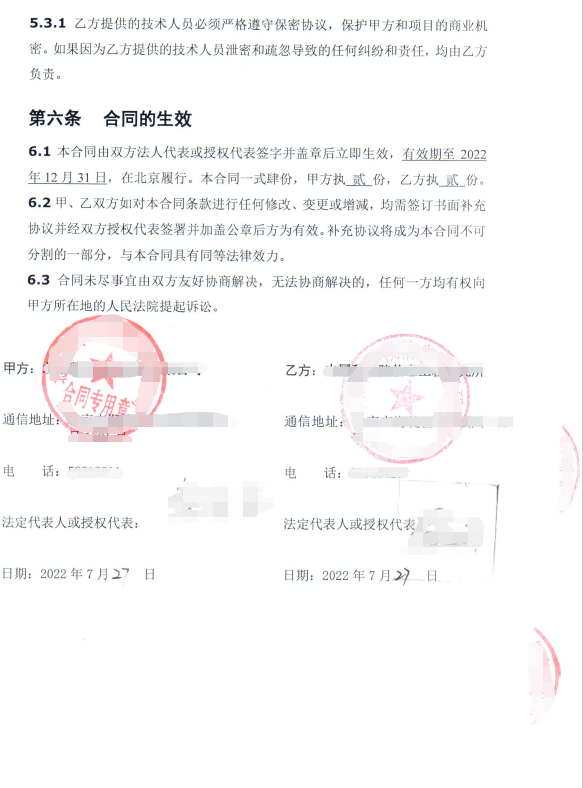 5.3.1 乙方提供的技术人员必须严格遵守保密协议，保护甲方和项目的商业机
密。如果因为乙方提供的技术人员泄密和疏忽导致的任何纠纷和责任，均由乙方
负责。
第六条 合同的生效
6.1 本合同由双方法人代表或授权代表签字并盖章后立即生效，有效期至 2022
年 12 月 31 日，在北京履行。本合同一式肆份，甲方执 贰 份，乙方执 贰 份。
6.2 甲、乙双方如对本合同条款进行任何修改、变更或增减，均需签订书面补充
协议并经双方授权代表签署并加盖公章后方为有效。补充协议将成为本合同不可
分割的一部分，与本合同具有同等法律效力。
6.3 合同未尽事宜由双方友好协商解决，无法协商解决的，任何一方均有权向
甲方所在地的人民法院提起诉讼。
甲方：
合同专用章
乙方：
通信地址：
通信地址：
电 话：
电 话：
法定代表人或授权代表：
法定代表人或授权代表
日期：2022 年 7 月 27 日
日期：2022 年 7 月 27 日